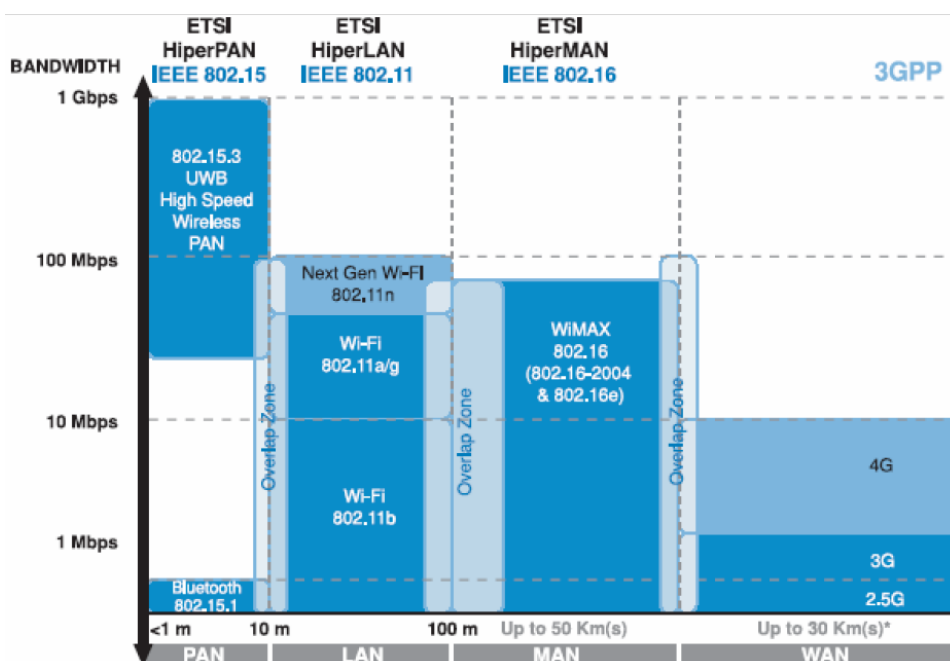 ETSI
HiperPAN
IEEE 802.15
ETSI
HiperLAN
IEEE 802.11
ETSI
HiperMAN
IEEE 802.16
3GPP
BANDWIDTH
1 Gbps
100 Mbps
10 Mbps
1 Mbps
802.15.3
UWB
High Speed
Wireless
PAN
Bluetooth
802.15.1
Overlap Zone
Next Gen Wi-Fi
802.11n
Wi-Fi
802.11a/g
Wi-Fi
802.11b
Overlap Zone
WiMAX
802.16
(802.16-2004
& 802.16e)
Overlap Zone
4G
3G
2.5G
<1 m
10 m
100 m
Up to 50 Km(s)
Up to 30 Km(s)*
PAN
LAN
MAN
WAN